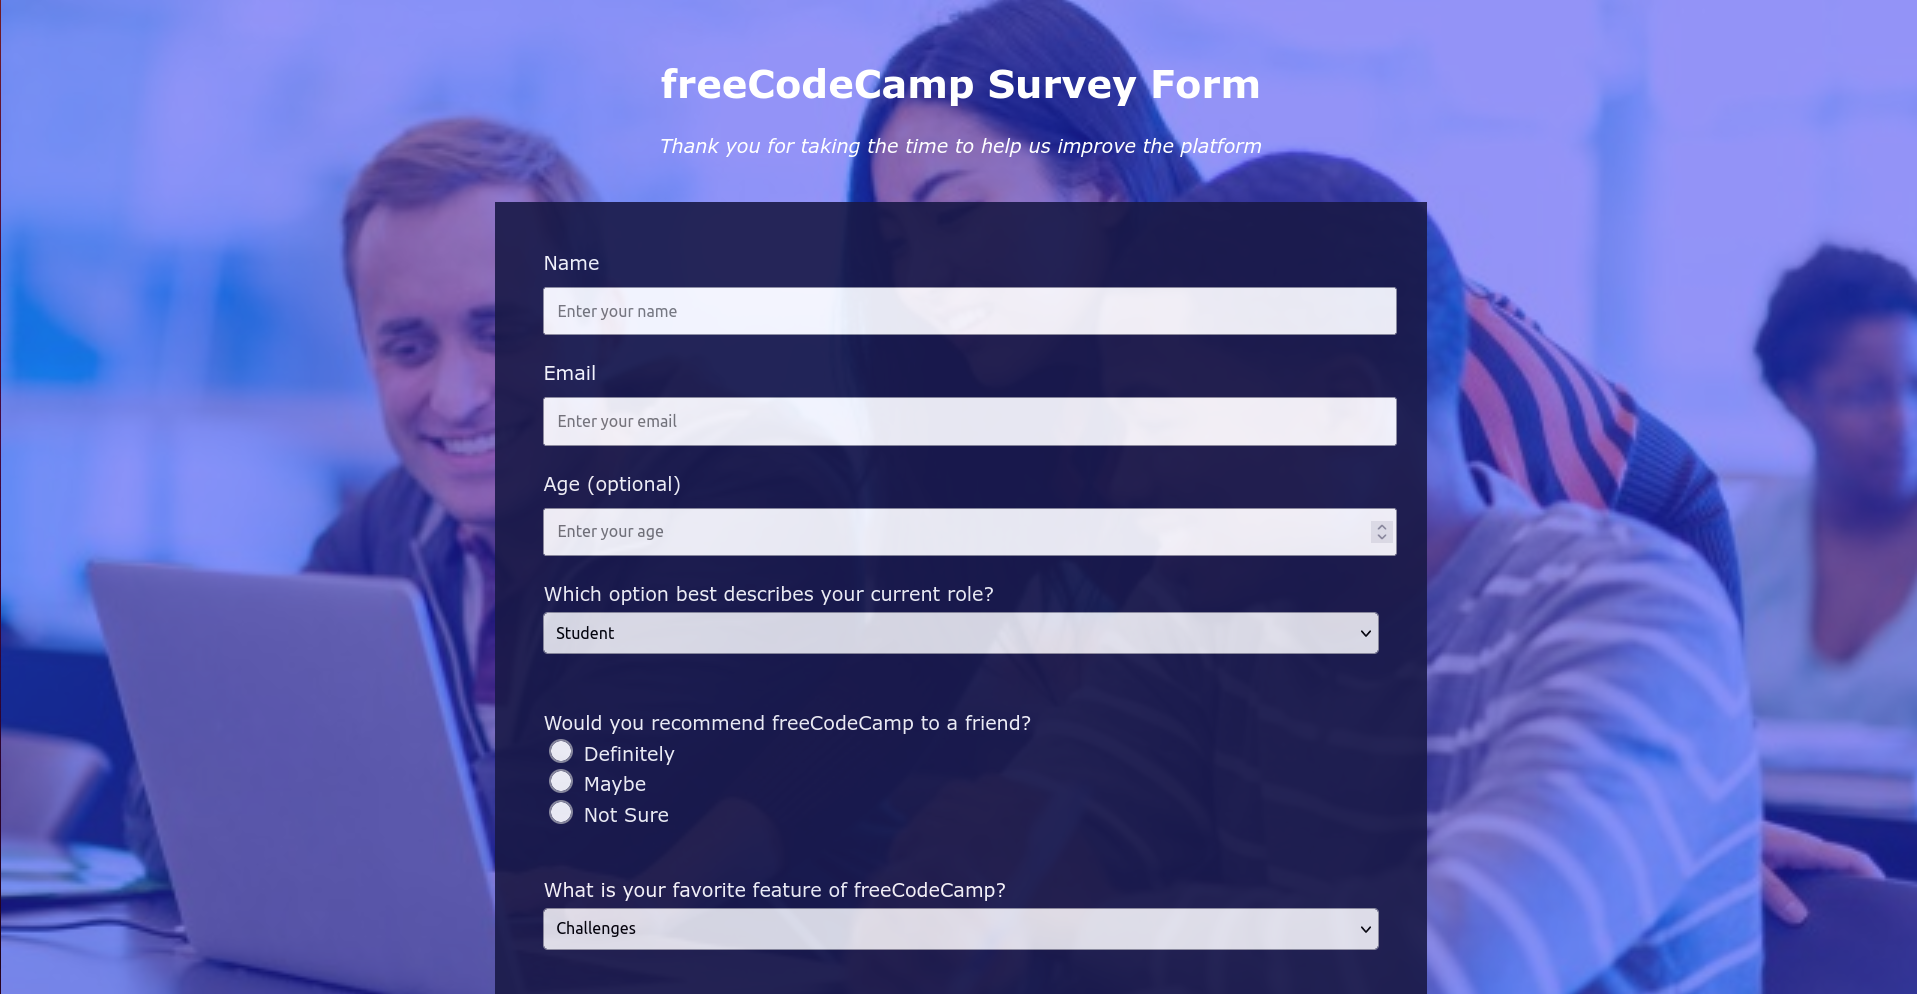 freeCodeCamp Survey Form
Thank you for taking the time to help us improve the platform
Name
Enter your name
Email
Enter your email
Age (optional)
Enter your age
Which option best describes your current role?
Student
Would you recommend freeCodeCamp to a friend?
Definitely
Maybe
Not Sure
What is your favorite feature of freeCodeCamp?
Challenges